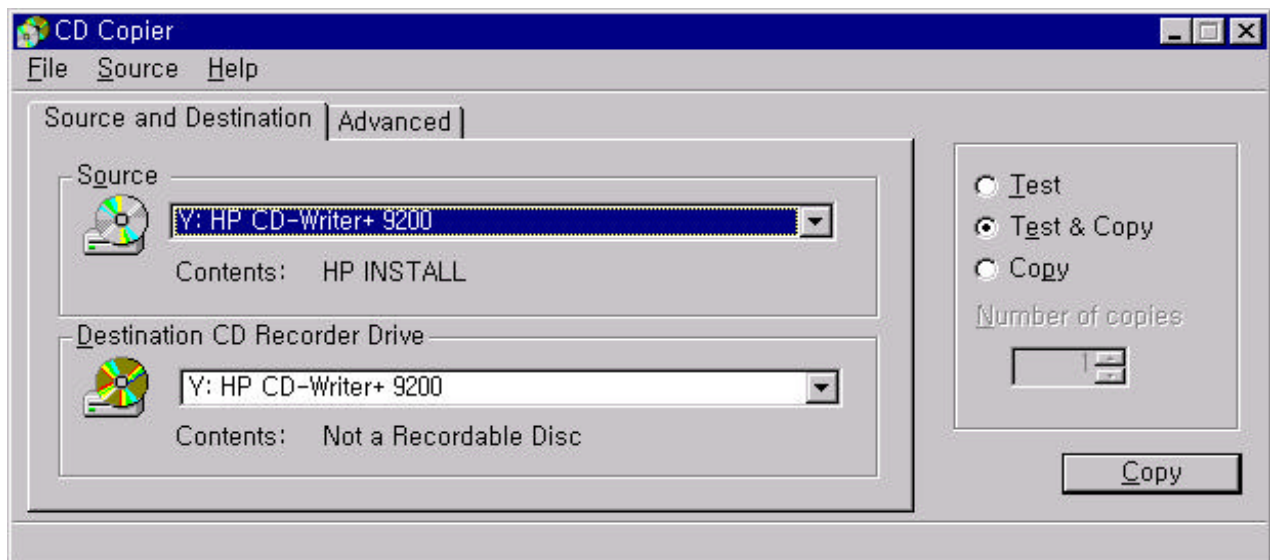 CD Copier
File Source Help
Source and Destination Advanced
Source
Y: HP CD-Writer+ 9200
Contents: HP INSTALL
Destination CD Recorder Drive
Y: HP CD-Writer+ 9200
Contents: Not a Recordable Disc
Test
Test & Copy
Copy
Number of copies
1
Copy